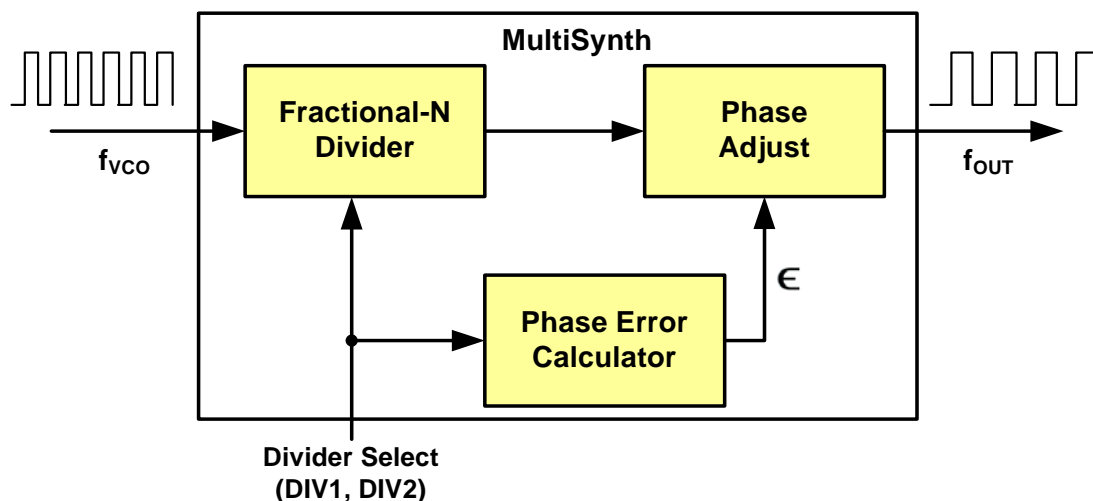 MultiSynth
Fractional-N
Divider
Phase
Adjust
fVCO
fOUT
ϵ
Phase Error
Calculator
Divider Select
(DIV1, DIV2)